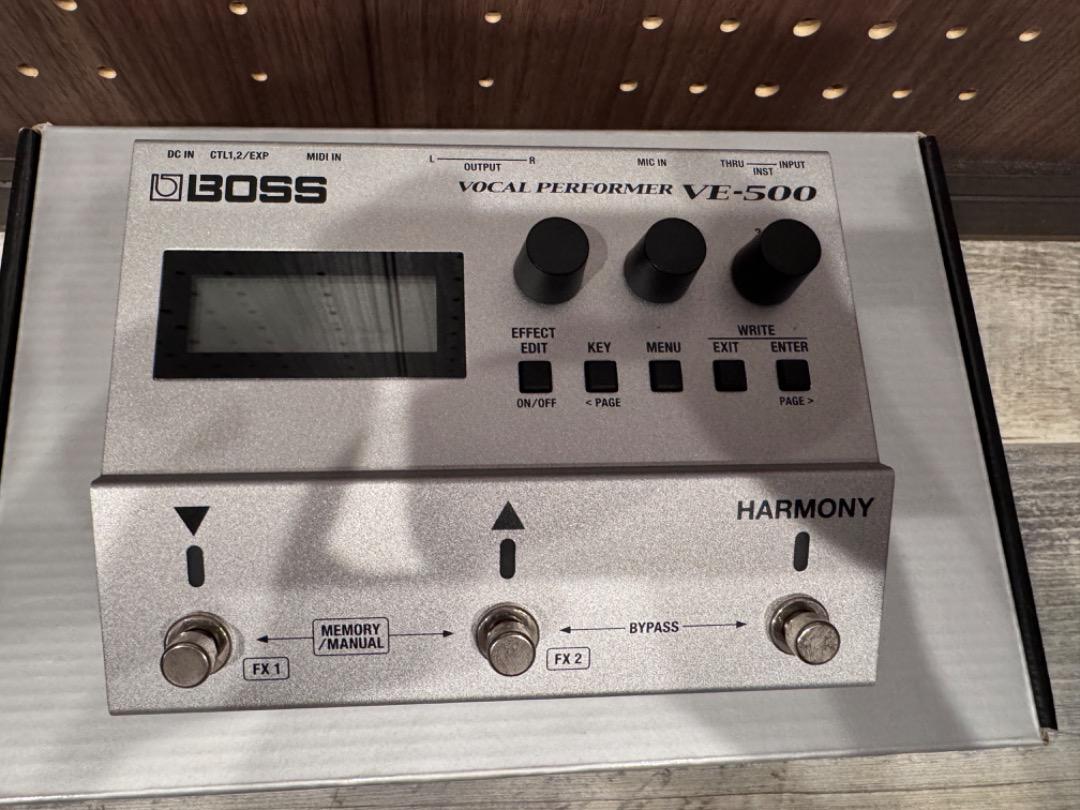 DC IN CTL1,2/EXP MIDI IN L R MIC IN THRU INPUT
OUTPUT INST
BOSS VOCAL PERFORMER VE-500
EFFECT
EDIT KEY MENU EXIT ENTER
WRITE
ON/OFF < PAGE PAGE >
▼ ▲ HARMONY
MEMORY
/MANUAL BYPASS
FX 1 FX 2